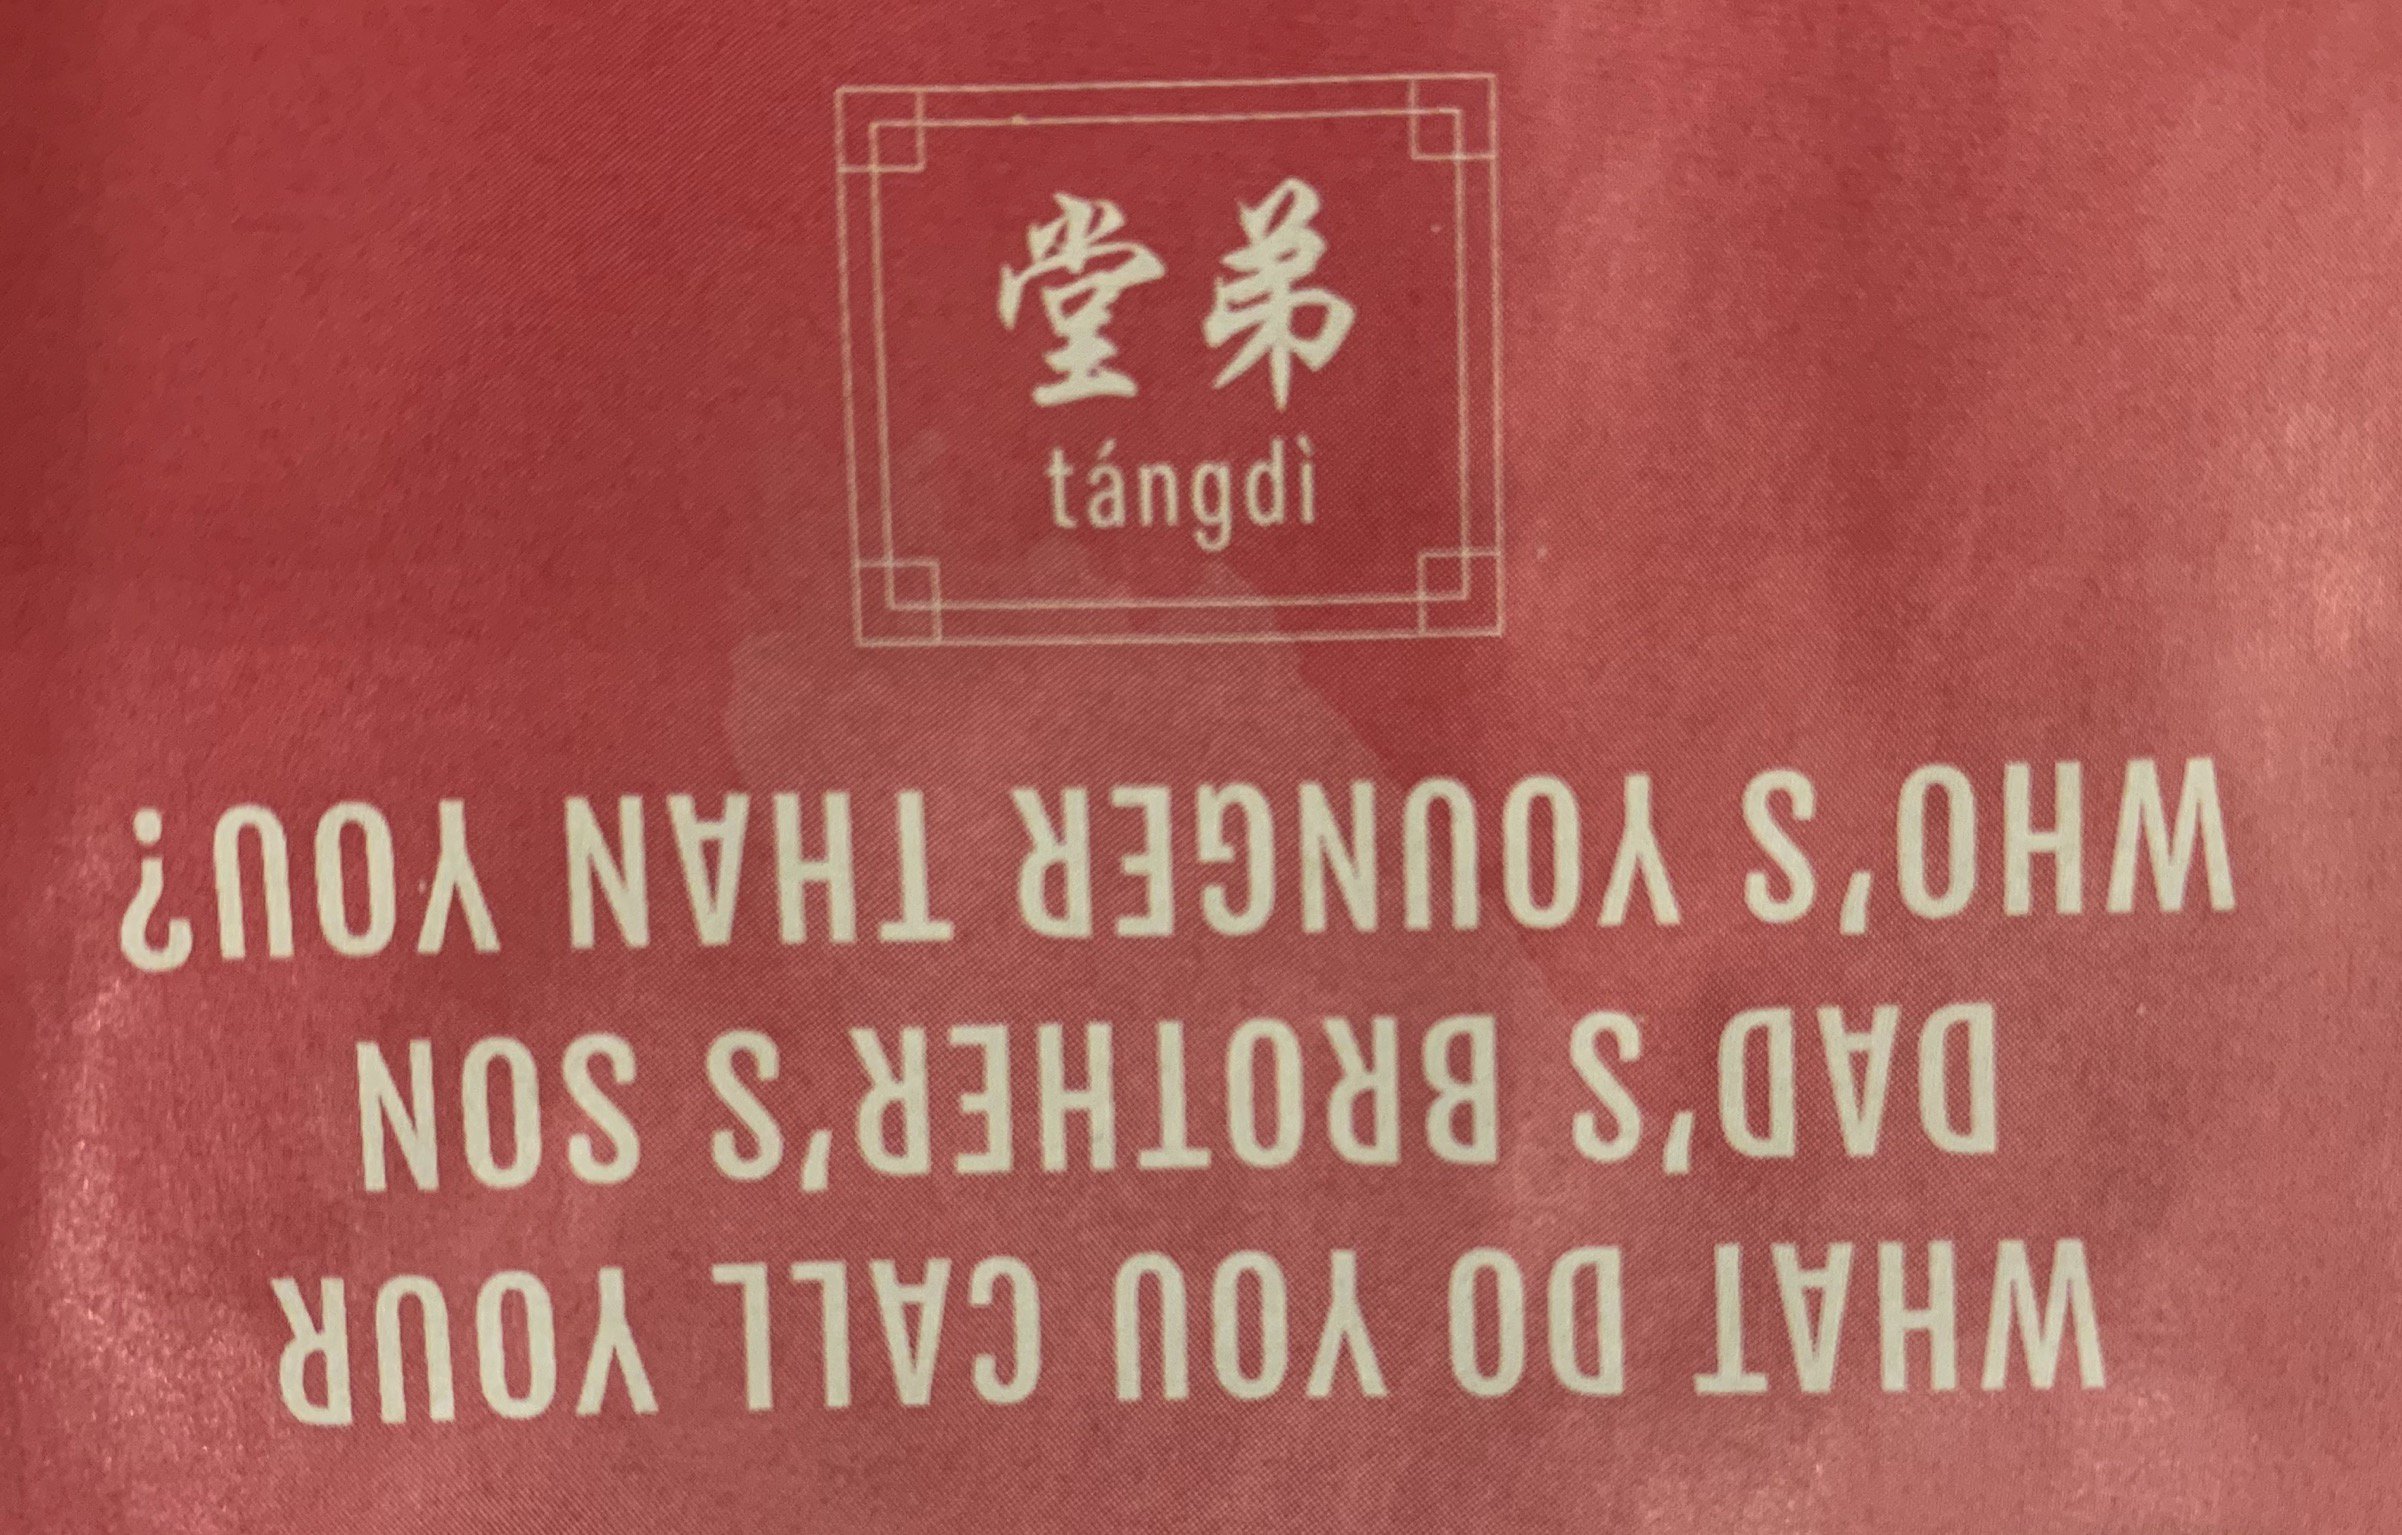 WHAT DO YOU CALL YOUR
DAD'S BROTHER'S SON
WHO'S YOUNGER THAN YOU?
堂弟
tángdì